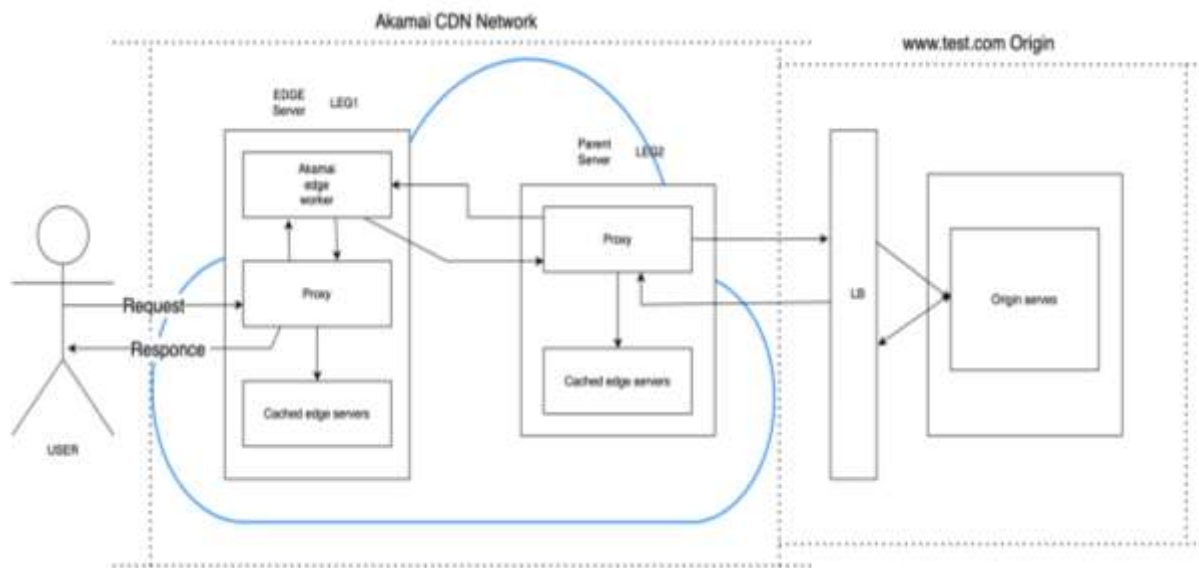 Akamai CDN Network
www.test.com Origin
EDGE
Server
LEG1
Parent
Server
LEG2
Akamai
edge
worker
Proxy
Proxy
Request
Responce
LB
Origin serves
Cached edge servers
Cached edge servers
USER